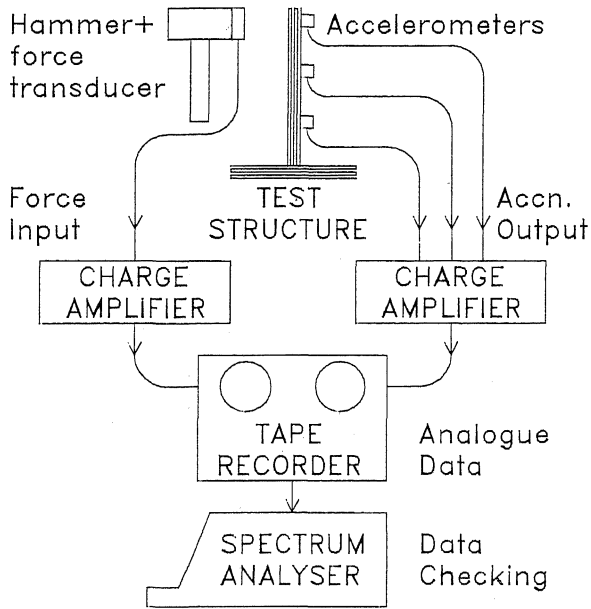 Hammer+
force
transducer
Accelerometers
Force
Input
TEST
STRUCTURE
Accn.
Output
CHARGE
AMPLIFIER
CHARGE
AMPLIFIER
TAPE
RECORDER
Analogue
Data
SPECTRUM
ANALYSER
Data
Checking